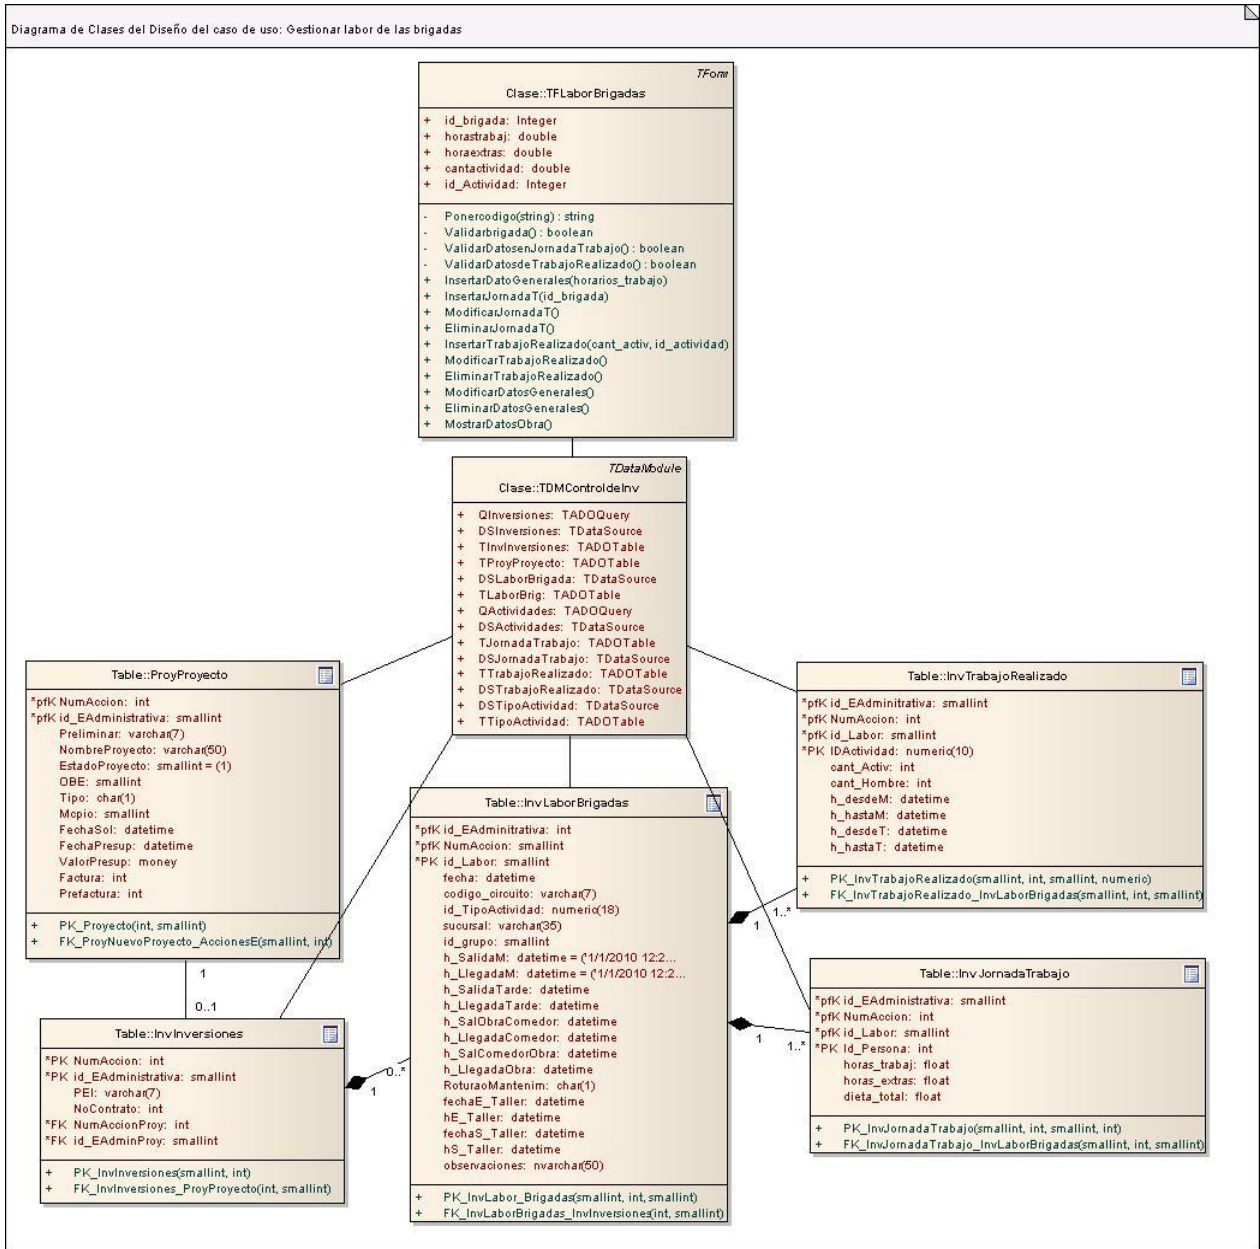 Diagrama de Clases del Diseño del caso de uso: Gestionar labor de las brigadas
TForm
Clase::TFLaborBrigadas
+ id_brigada: Integer
+ horastrabaj: double
+ horaextras: double
+ cantactividad: double
+ id_Actividad: Integer
- Ponercodigo(string) : string
- Validarbrigada() : boolean
- ValidarDatosenJornadaTrabajo() : boolean
- ValidarDatosdeTrabajoRealizado() : boolean
+ InsertarDatoGenerales(horarios_trabajo)
+ InsertarJornadaT(id_brigada)
+ ModificarJornadaT()
+ EliminarJornadaT()
+ InsertarTrabajoRealizado(cant_activ, id_actividad)
+ ModificarTrabajoRealizado()
+ EliminarTrabajoRealizado()
+ ModificarDatosGenerales()
+ EliminarDatosGenerales()
+ MostrarDatosObra()
TDataModule
Clase::TDMControldeInv
+ QInversiones: TADOQuery
+ DSInversiones: TDataSource
+ TInvInversiones: TADOTable
+ TProyProyecto: TADOTable
+ DSLaborBrigada: TDataSource
+ TLaborBrig: TADOTable
+ QActividades: TADOQuery
+ DSActividades: TDataSource
+ TJornadaTrabajo: TADOTable
+ DSJornadaTrabajo: TDataSource
+ TTrabajoRealizado: TADOTable
+ DSTrabajoRealizado: TDataSource
+ DSTipoActividad: TDataSource
+ TTipoActividad: TADOTable
Table::ProyProyecto
*pfK NumAccion: int
*pfK id_EAdministrativa: smallint
Preliminar: varchar(7)
NombreProyecto: varchar(50)
EstadoProyecto: smallint = (1)
OBE: smallint
Tipo: char(1)
Mcpio: smallint
FechaSol: datetime
FechaPresup: datetime
ValorPresup: money
Factura: int
Prefactura: int
+ PK_Proyecto(int, smallint)
+ FK_ProyNuevoProyecto_AccionesE(smallint, int)
1
0..1
Table::InvInversiones
*PK NumAccion: int
*PK id_EAdministrativa: smallint
PEI: varchar(7)
NoContrato: int
*FK NumAccionProy: int
*FK id_EAdminProy: smallint
+ PK_InvInversiones(smallint, int)
+ FK_InvInversiones_ProyProyecto(int, smallint)
1
0..*
Table::InvLaborBrigadas
*pfK id_EAdminitrativa: int
*pfK NumAccion: smallint
*PK id_Labor: smallint
fecha: datetime
codigo_circuito: varchar(7)
id_TipoActividad: numeric(18)
sucursal: varchar(35)
id_grupo: smallint
h_SalidaM: datetime = ('1/1/2010 12:2...
h_LlegadaM: datetime = ('1/1/2010 12:2...
h_SalidaTarde: datetime
h_LlegadaTarde: datetime
h_SalObraComedor: datetime
h_LlegadaComedor: datetime
h_SalComedorObra: datetime
h_LlegadaObra: datetime
RoturaoMantenim: char(1)
fechaE_Taller: datetime
hE_Taller: datetime
fechaS_Taller: datetime
hS_Taller: datetime
observaciones: nvarchar(50)
+ PK_InvLabor_Brigadas(smallint, int, smallint)
+ FK_InvLaborBrigadas_InvInversiones(int, smallint)
1
1..*
1
1..*
Table::InvTrabajoRealizado
*pfK id_EAdminitrativa: smallint
*pfK NumAccion: int
*pfK id_Labor: smallint
*PK IDActividad: numeric(10)
cant_Activ: int
cant_Hombre: int
h_desdeM: datetime
h_hastaM: datetime
h_desdeT: datetime
h_hastaT: datetime
+ PK_InvTrabajoRealizado(smallint, int, smallint, numeric)
+ FK_InvTrabajoRealizado_InvLaborBrigadas(smallint, int, smallint)
Table::InvJornadaTrabajo
*pfK id_EAdministrativa: smallint
*pfK NumAccion: int
*pfK id_Labor: smallint
*PK Id_Persona: int
horas_trabaj: float
horas_extras: float
dieta_total: float
+ PK_InvJornadaTrabajo(smallint, int, smallint, int)
+ FK_InvJornadaTrabajo_InvLaborBrigadas(smallint, int, smallint)